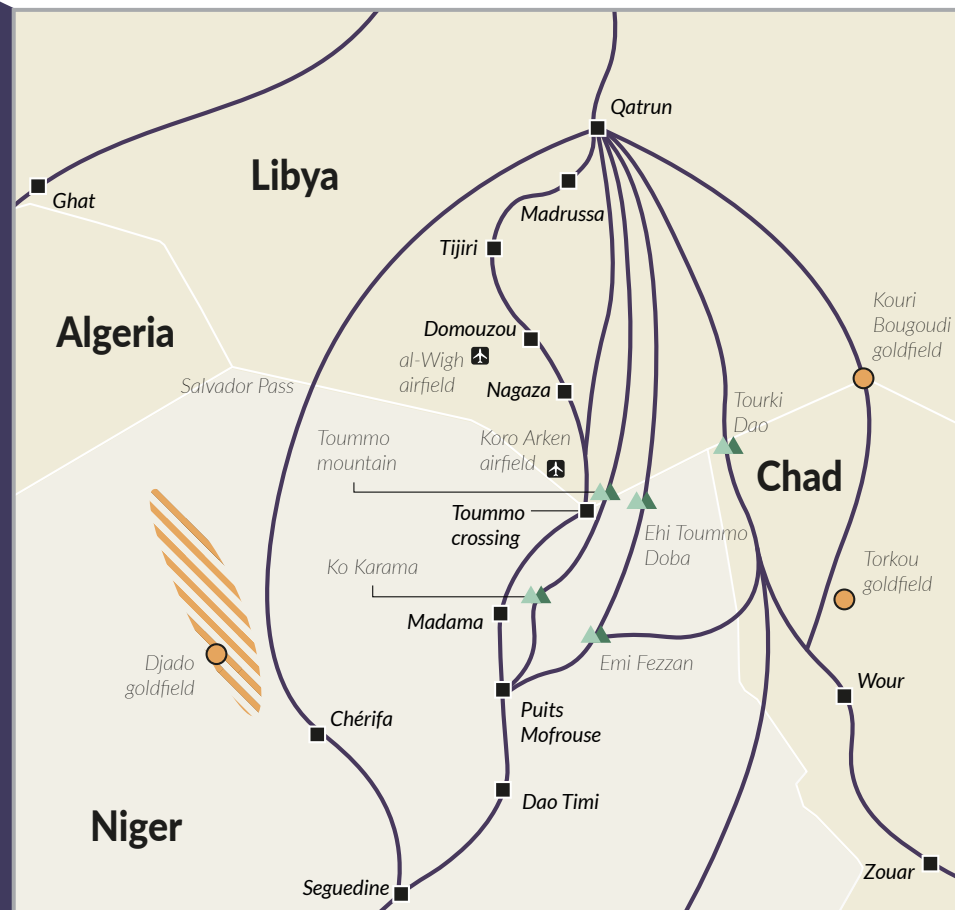 Qatrun
Libya
Ghat
Madrussa
Tijiri
Kouri
Bougoudi
goldfield
Algeria
Domouzou
al-Wigh
airfield
Salvador Pass
Nagaza
Tourki
Dao
Toummo
mountain
Koro Arken
airfield
Chad
Toummo
crossing
Ehi Toummo
Doba
Ko Karama
Torkou
goldfield
Madama
Djado
goldfield
Emi Fezzan
Wour
Chérifa
Puits
Mofrouse
Dao Timi
Niger
Zouar
Seguedine